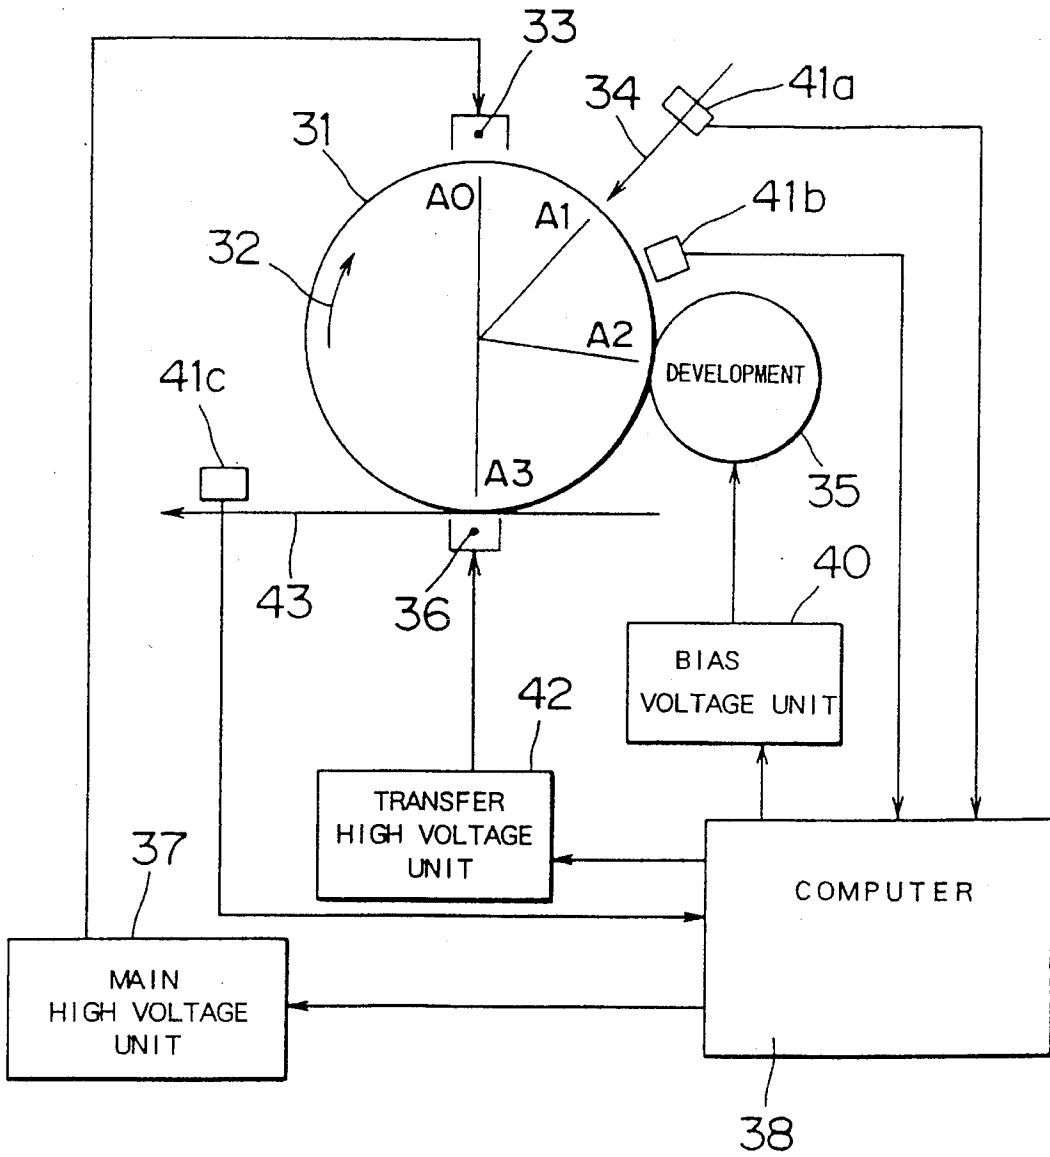 33
41a
34
31
A0
A1
41b
32
A2
DEVELOPMENT
41c
A3
35
43
36
40
BIAS
VOLTAGE UNIT
42
TRANSFER
HIGH VOLTAGE
UNIT
37
COMPUTER
MAIN
HIGH VOLTAGE
UNIT
38